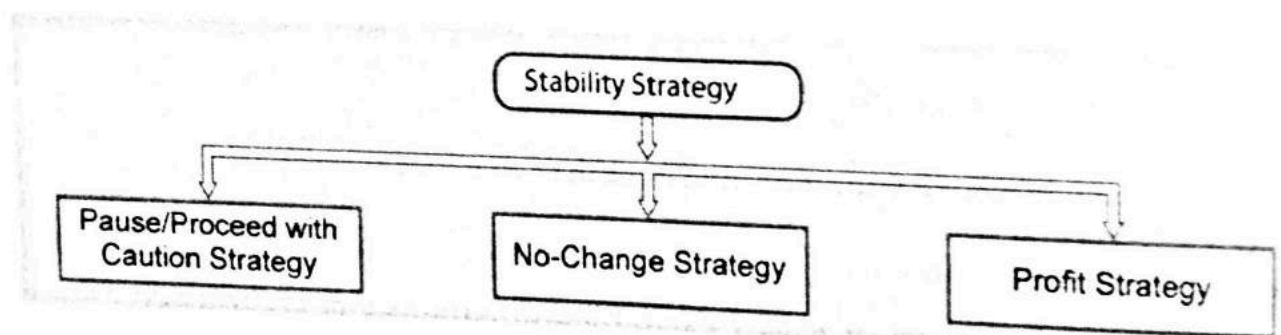 Stability Strategy
Pause/Proceed with
Caution Strategy
No-Change Strategy
Profit Strategy